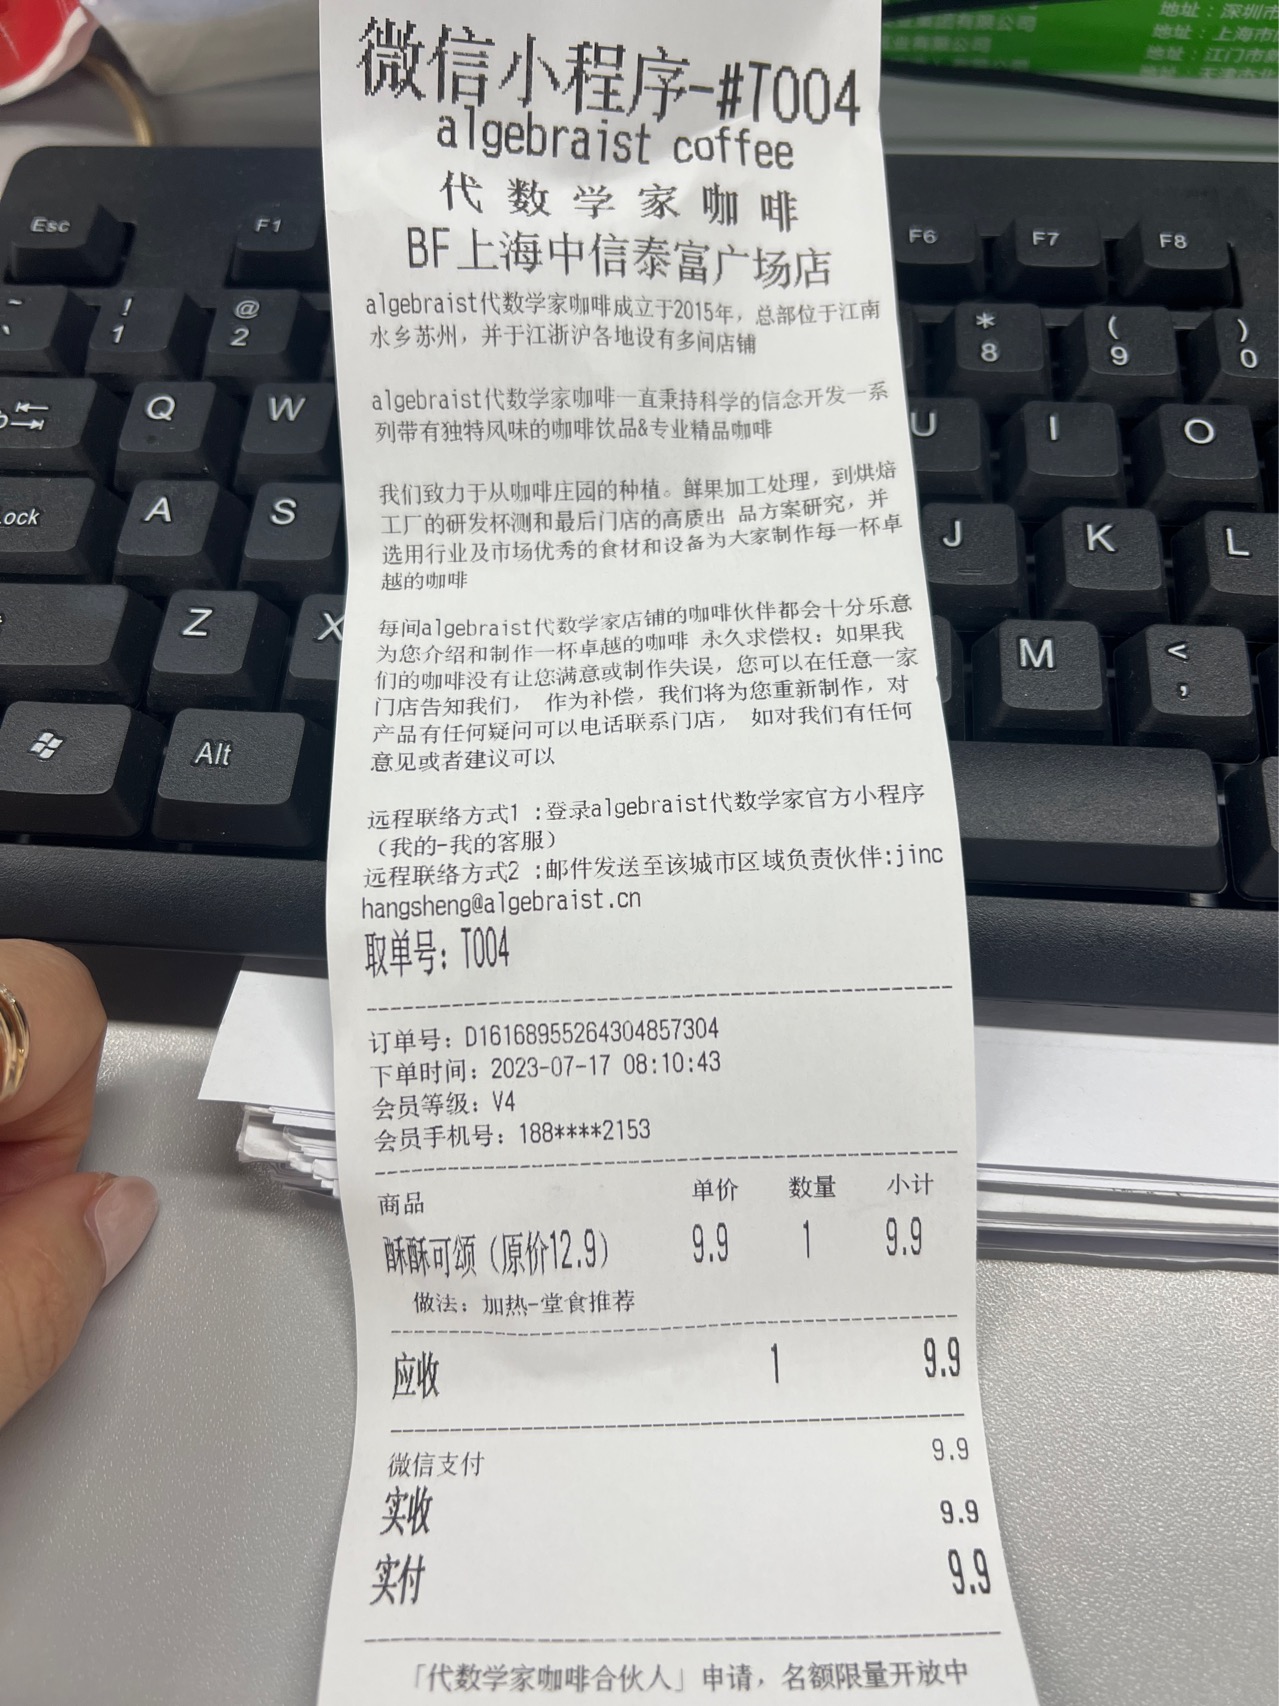 微信小程序-#T004
algebraist coffee
代数学家咖啡
BF上海中信泰富广场店
algebraist代数学家咖啡成立于2015年，总部位于江南
水乡苏州，并于江浙沪各地设有多间店铺
algebraist代数学家咖啡一直秉持科学的信念开发一系
列带有独特风味的咖啡饮品&专业精品咖啡
我们致力于从咖啡庄园的种植。鲜果加工处理，到烘焙
工厂的研发杯测和最后门店的高质出 品方案研究，并
选用行业及市场优秀的食材和设备为大家制作每一杯卓
越的咖啡
每间algebraist代数学家店铺的咖啡伙伴都会十分乐意
为您介绍和制作一杯卓越的咖啡 永久求偿权：如果我
们的咖啡没有让您满意或制作失误，您可以在任意一家
门店告知我们， 作为补偿，我们将为您重新制作，对
产品有任何疑问可以电话联系门店， 如对我们有任何
意见或者建议可以
远程联络方式1 :登录algebraist代数学家官方小程序
（我的-我的客服）
远程联络方式2 :邮件发送至该城市区域负责伙伴:jinc
hangsheng@algebraist.cn
取单号：T004
订单号：D16168955264304857304
下单时间：2023-07-17 08:10:43
会员等级：V4
会员手机号：188****2153
商品 单价 数量 小计
酥酥可颂（原价12.9） 9.9 1 9.9
做法：加热-堂食推荐
应收 1 9.9
微信支付 9.9
实收 9.9
实付 9.9
「代数学家咖啡合伙人」申请，名额限量开放中
地址：深圳市
有限公司
地址：上海市
地址：江门市
Esc
F1
F6
F7
F8
~
`
!
1
@
2
*
8
(
9
)
0
Q
W
U
I
O
Lock
A
S
J
K
L
Z
X
M
<
,
Alt